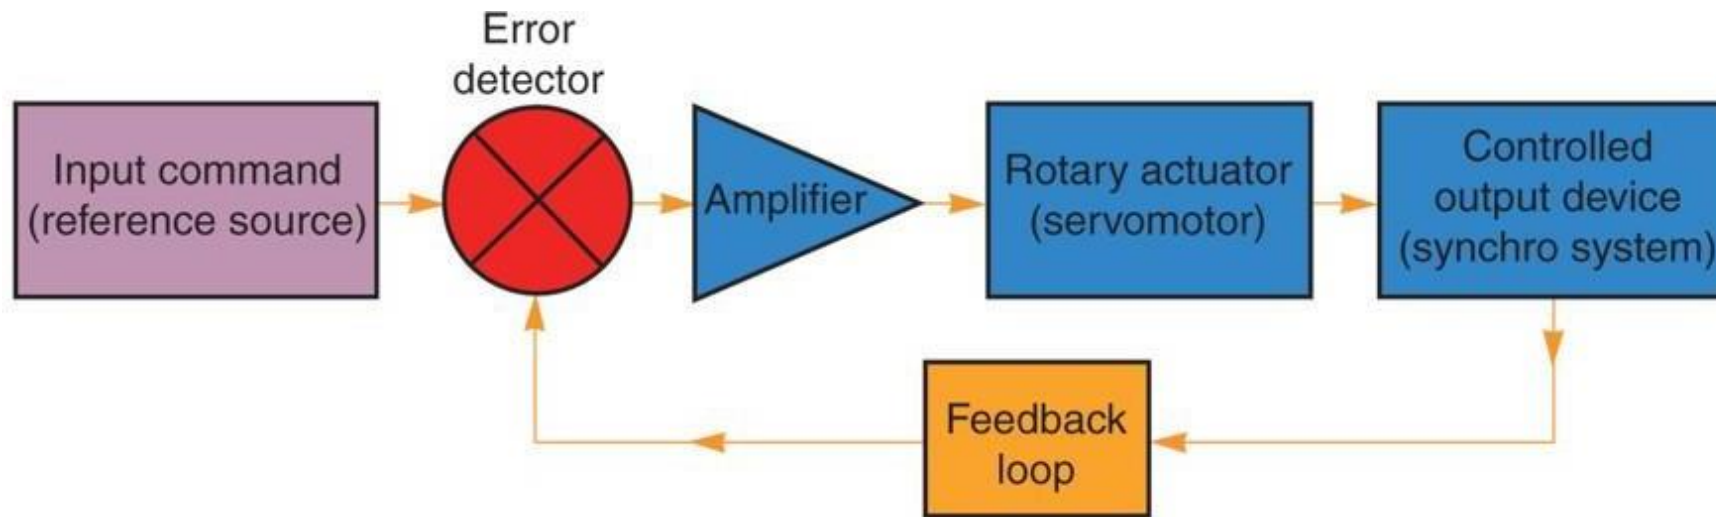 Error
detector
Input command
(reference source)
Amplifier
Rotary actuator
(servomotor)
Controlled
output device
(synchro system)
Feedback
loop